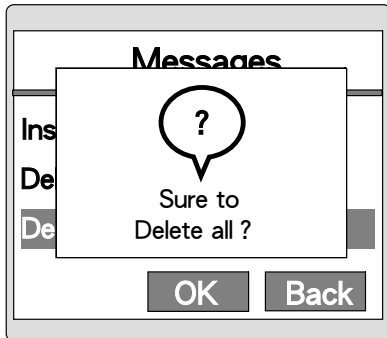 Messages
Ins
De
De
?
Sure to
Delete all ?
OK Back